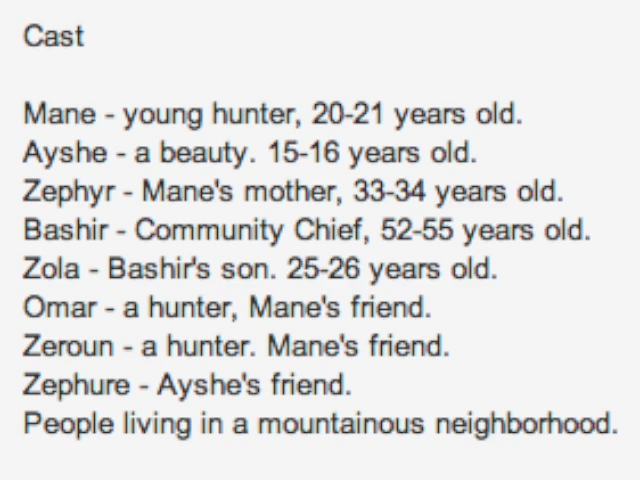 Cast
Mane - young hunter, 20-21 years old.
Ayshe - a beauty. 15-16 years old.
Zephyr - Mane's mother, 33-34 years old.
Bashir - Community Chief, 52-55 years old.
Zola - Bashir's son. 25-26 years old.
Omar - a hunter, Mane's friend.
Zeroun - a hunter. Mane's friend.
Zephure - Ayshe's friend.
People living in a mountainous neighborhood.